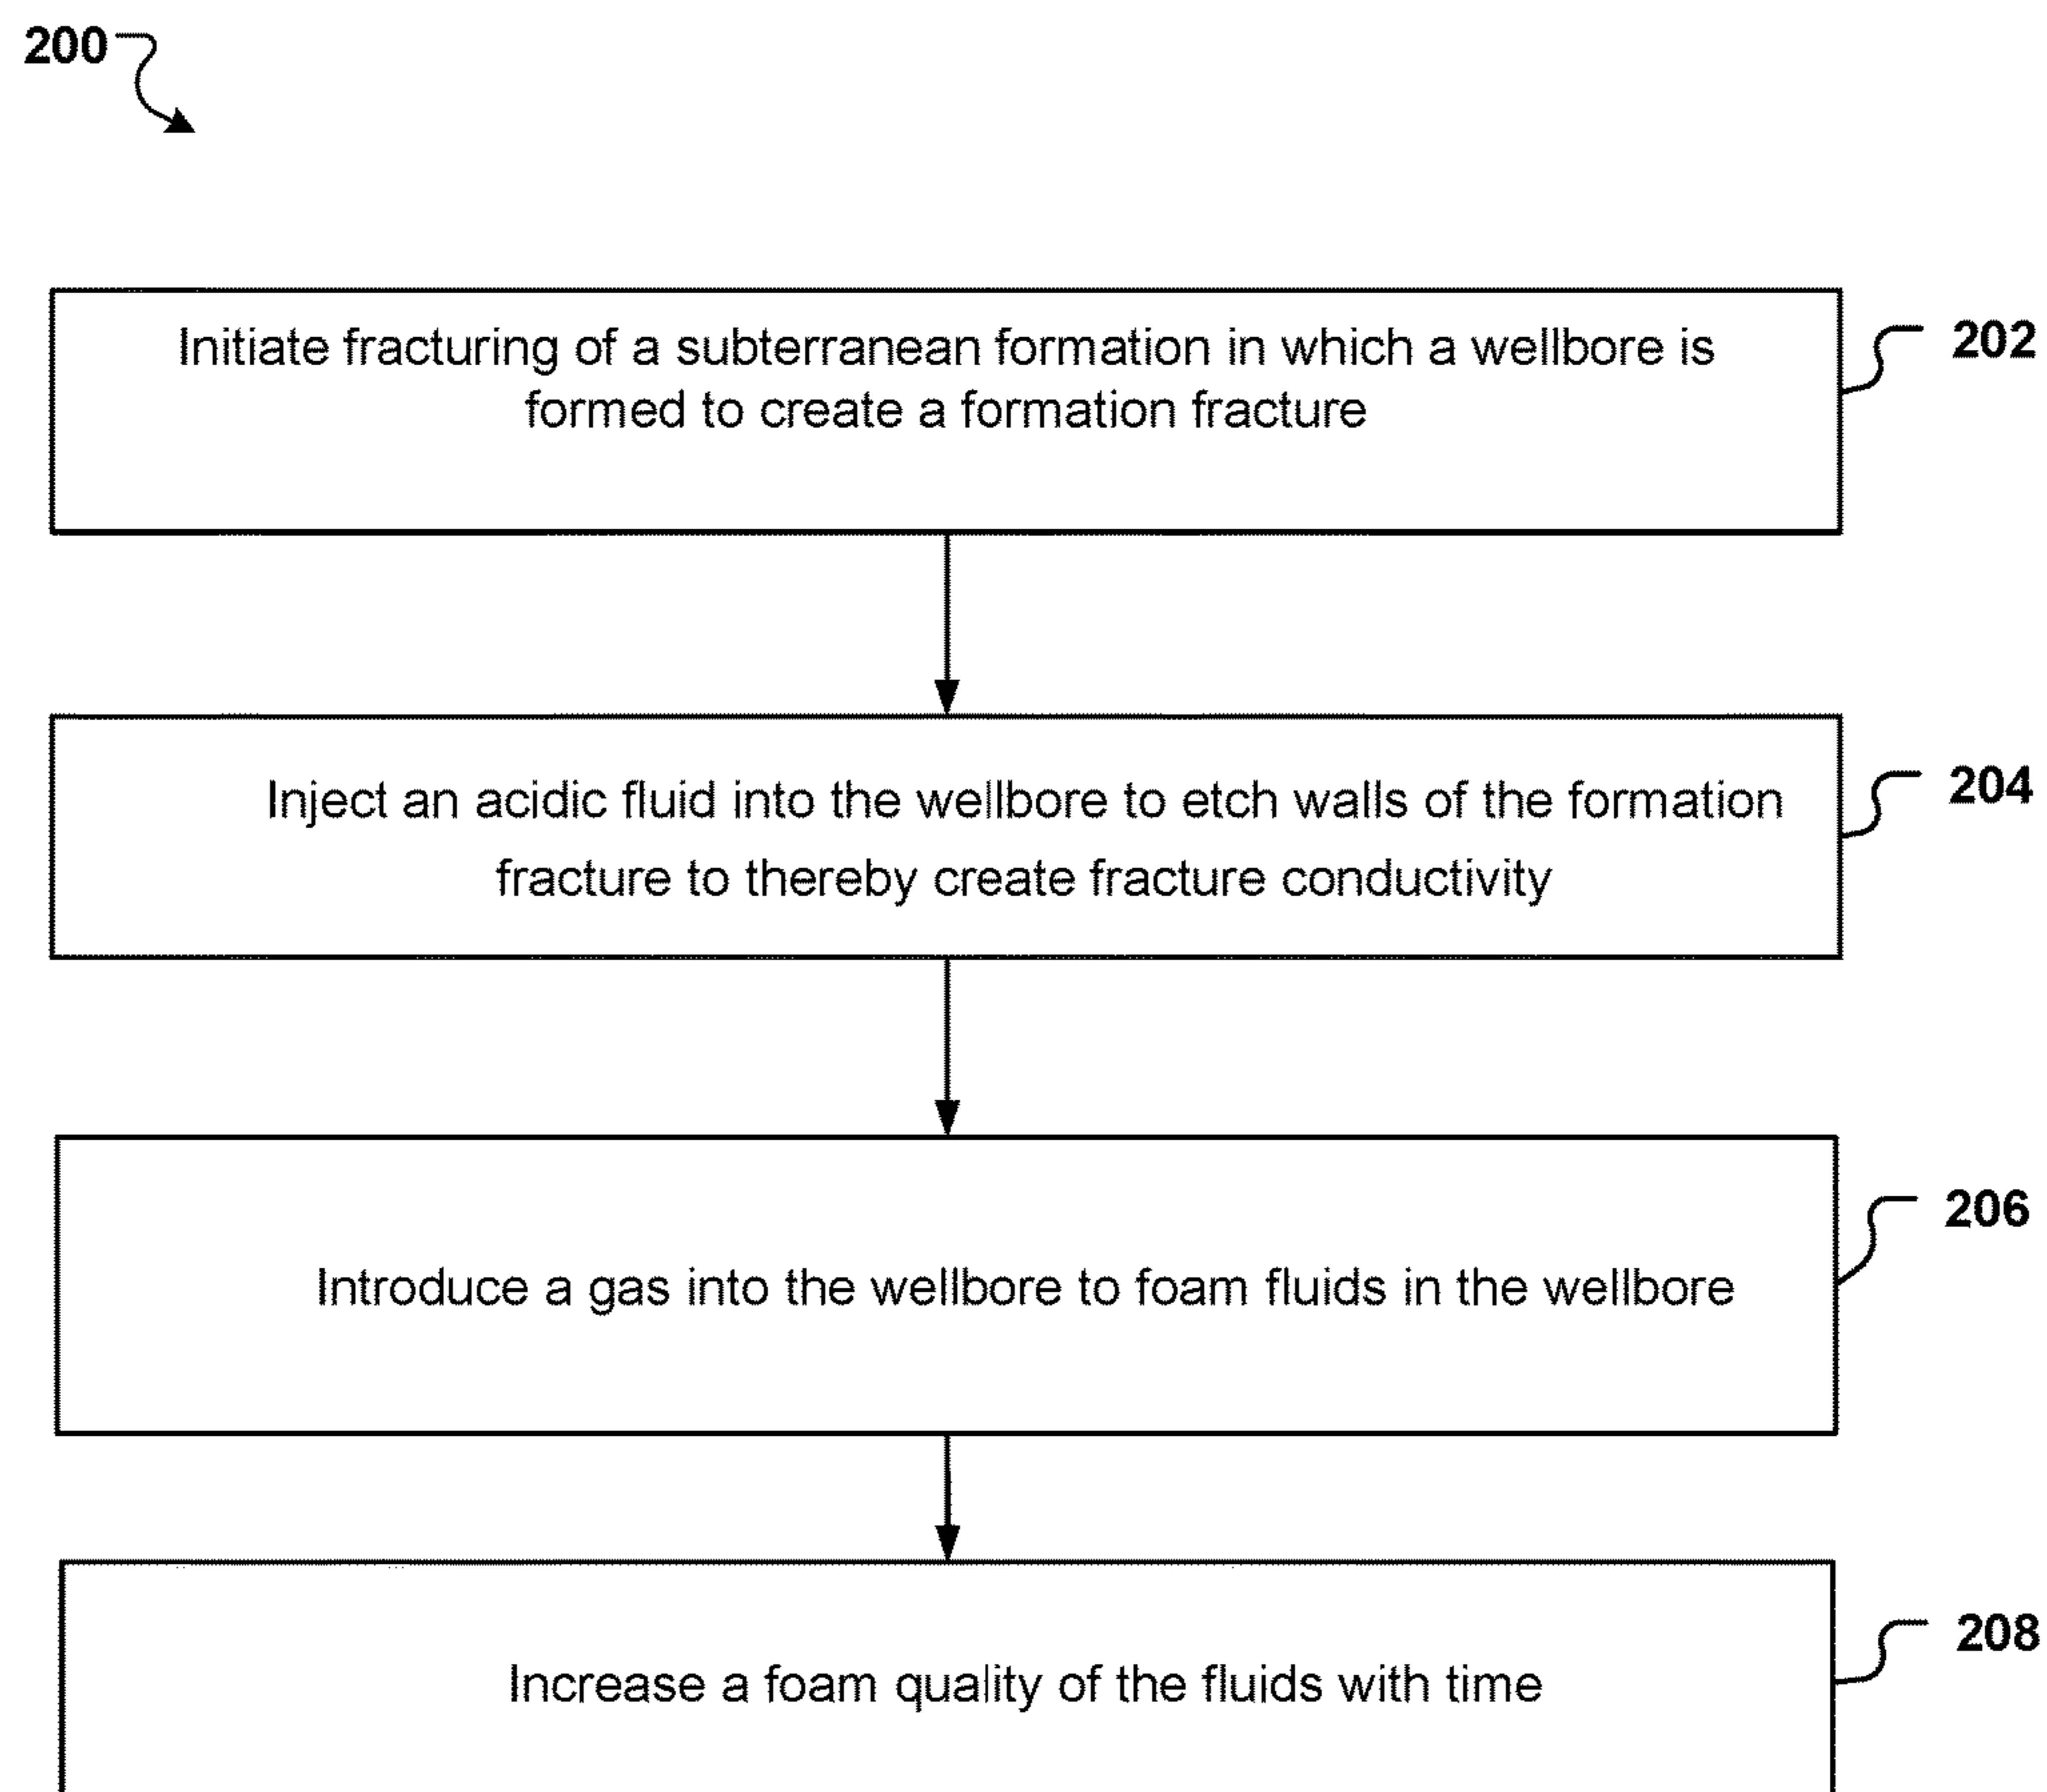 200
Initiate fracturing of a subterranean formation in which a wellbore is
formed to create a formation fracture
202
Inject an acidic fluid into the wellbore to etch walls of the formation
fracture to thereby create fracture conductivity
204
Introduce a gas into the wellbore to foam fluids in the wellbore
206
Increase a foam quality of the fluids with time
208